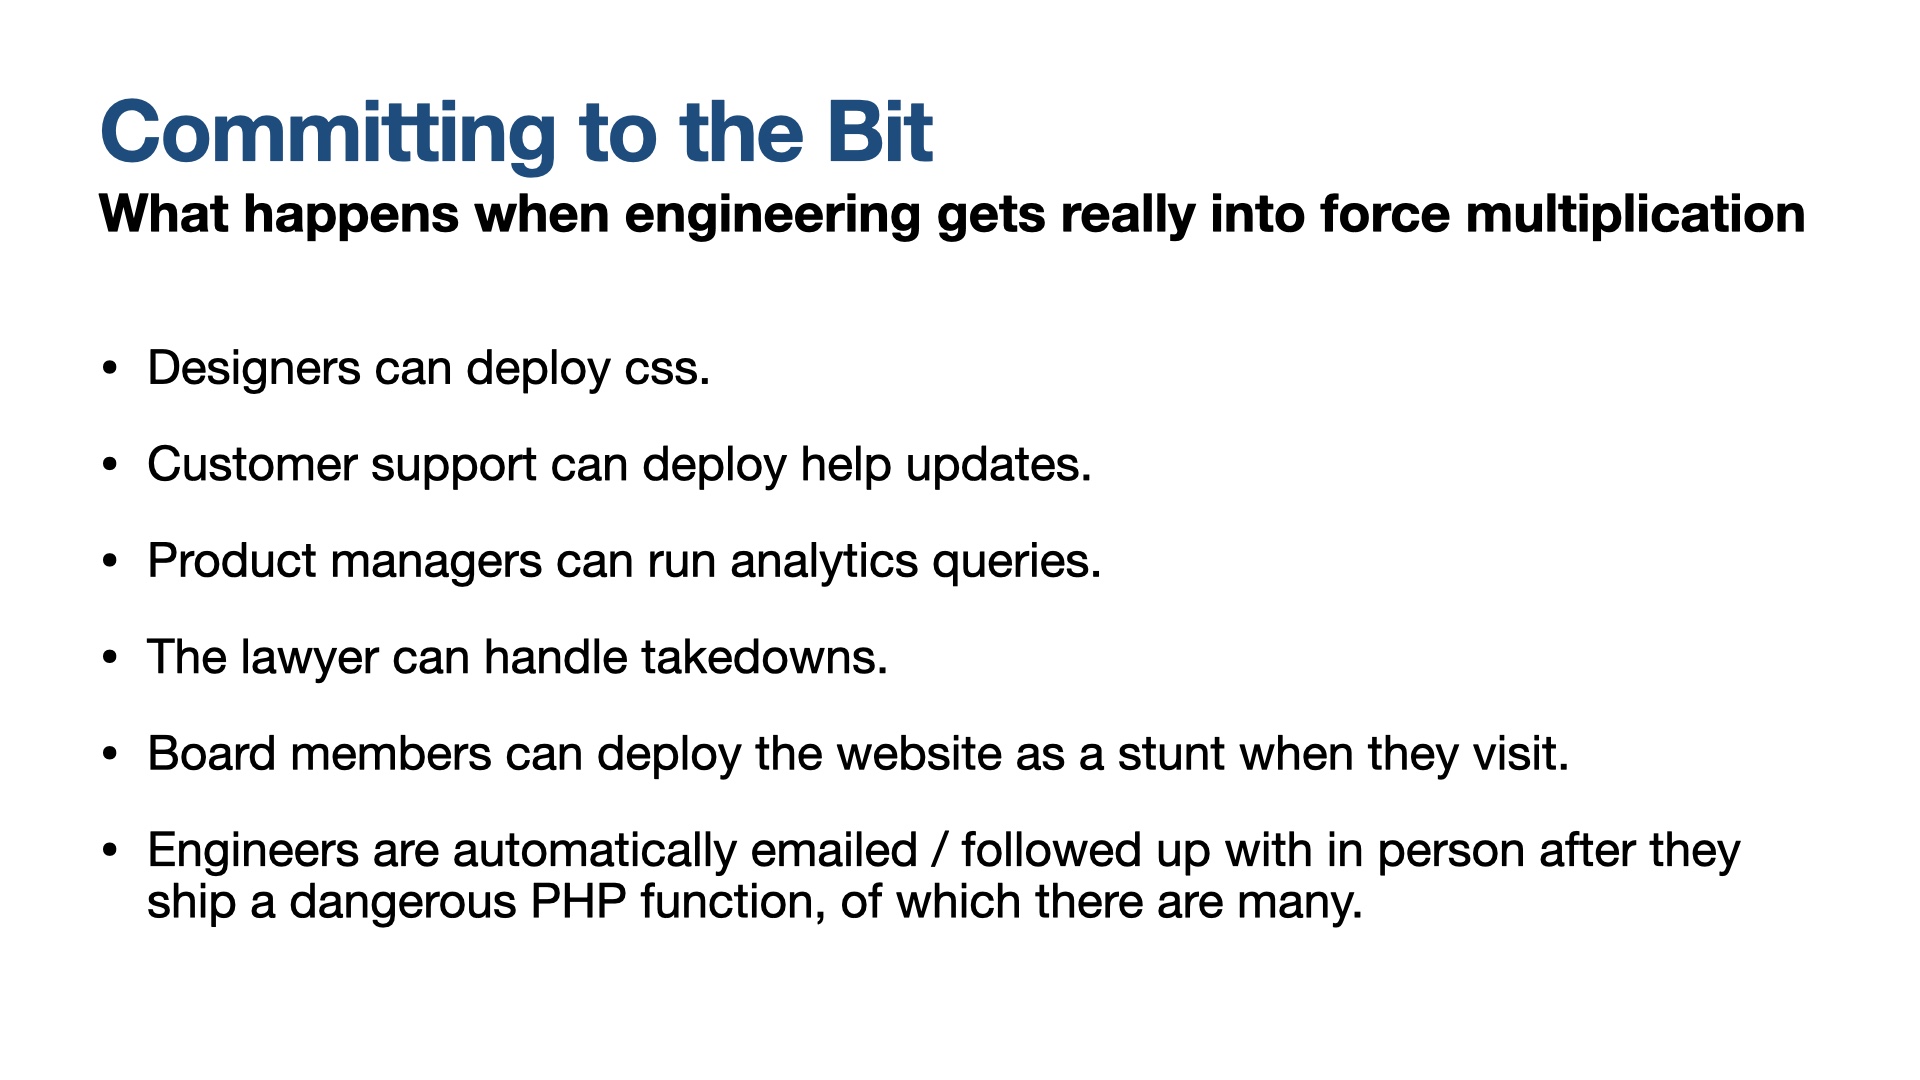 Committing to the Bit
What happens when engineering gets really into force multiplication
• Designers can deploy css.
• Customer support can deploy help updates.
• Product managers can run analytics queries.
• The lawyer can handle takedowns.
• Board members can deploy the website as a stunt when they visit.
• Engineers are automatically emailed / followed up with in person after they
ship a dangerous PHP function, of which there are many.